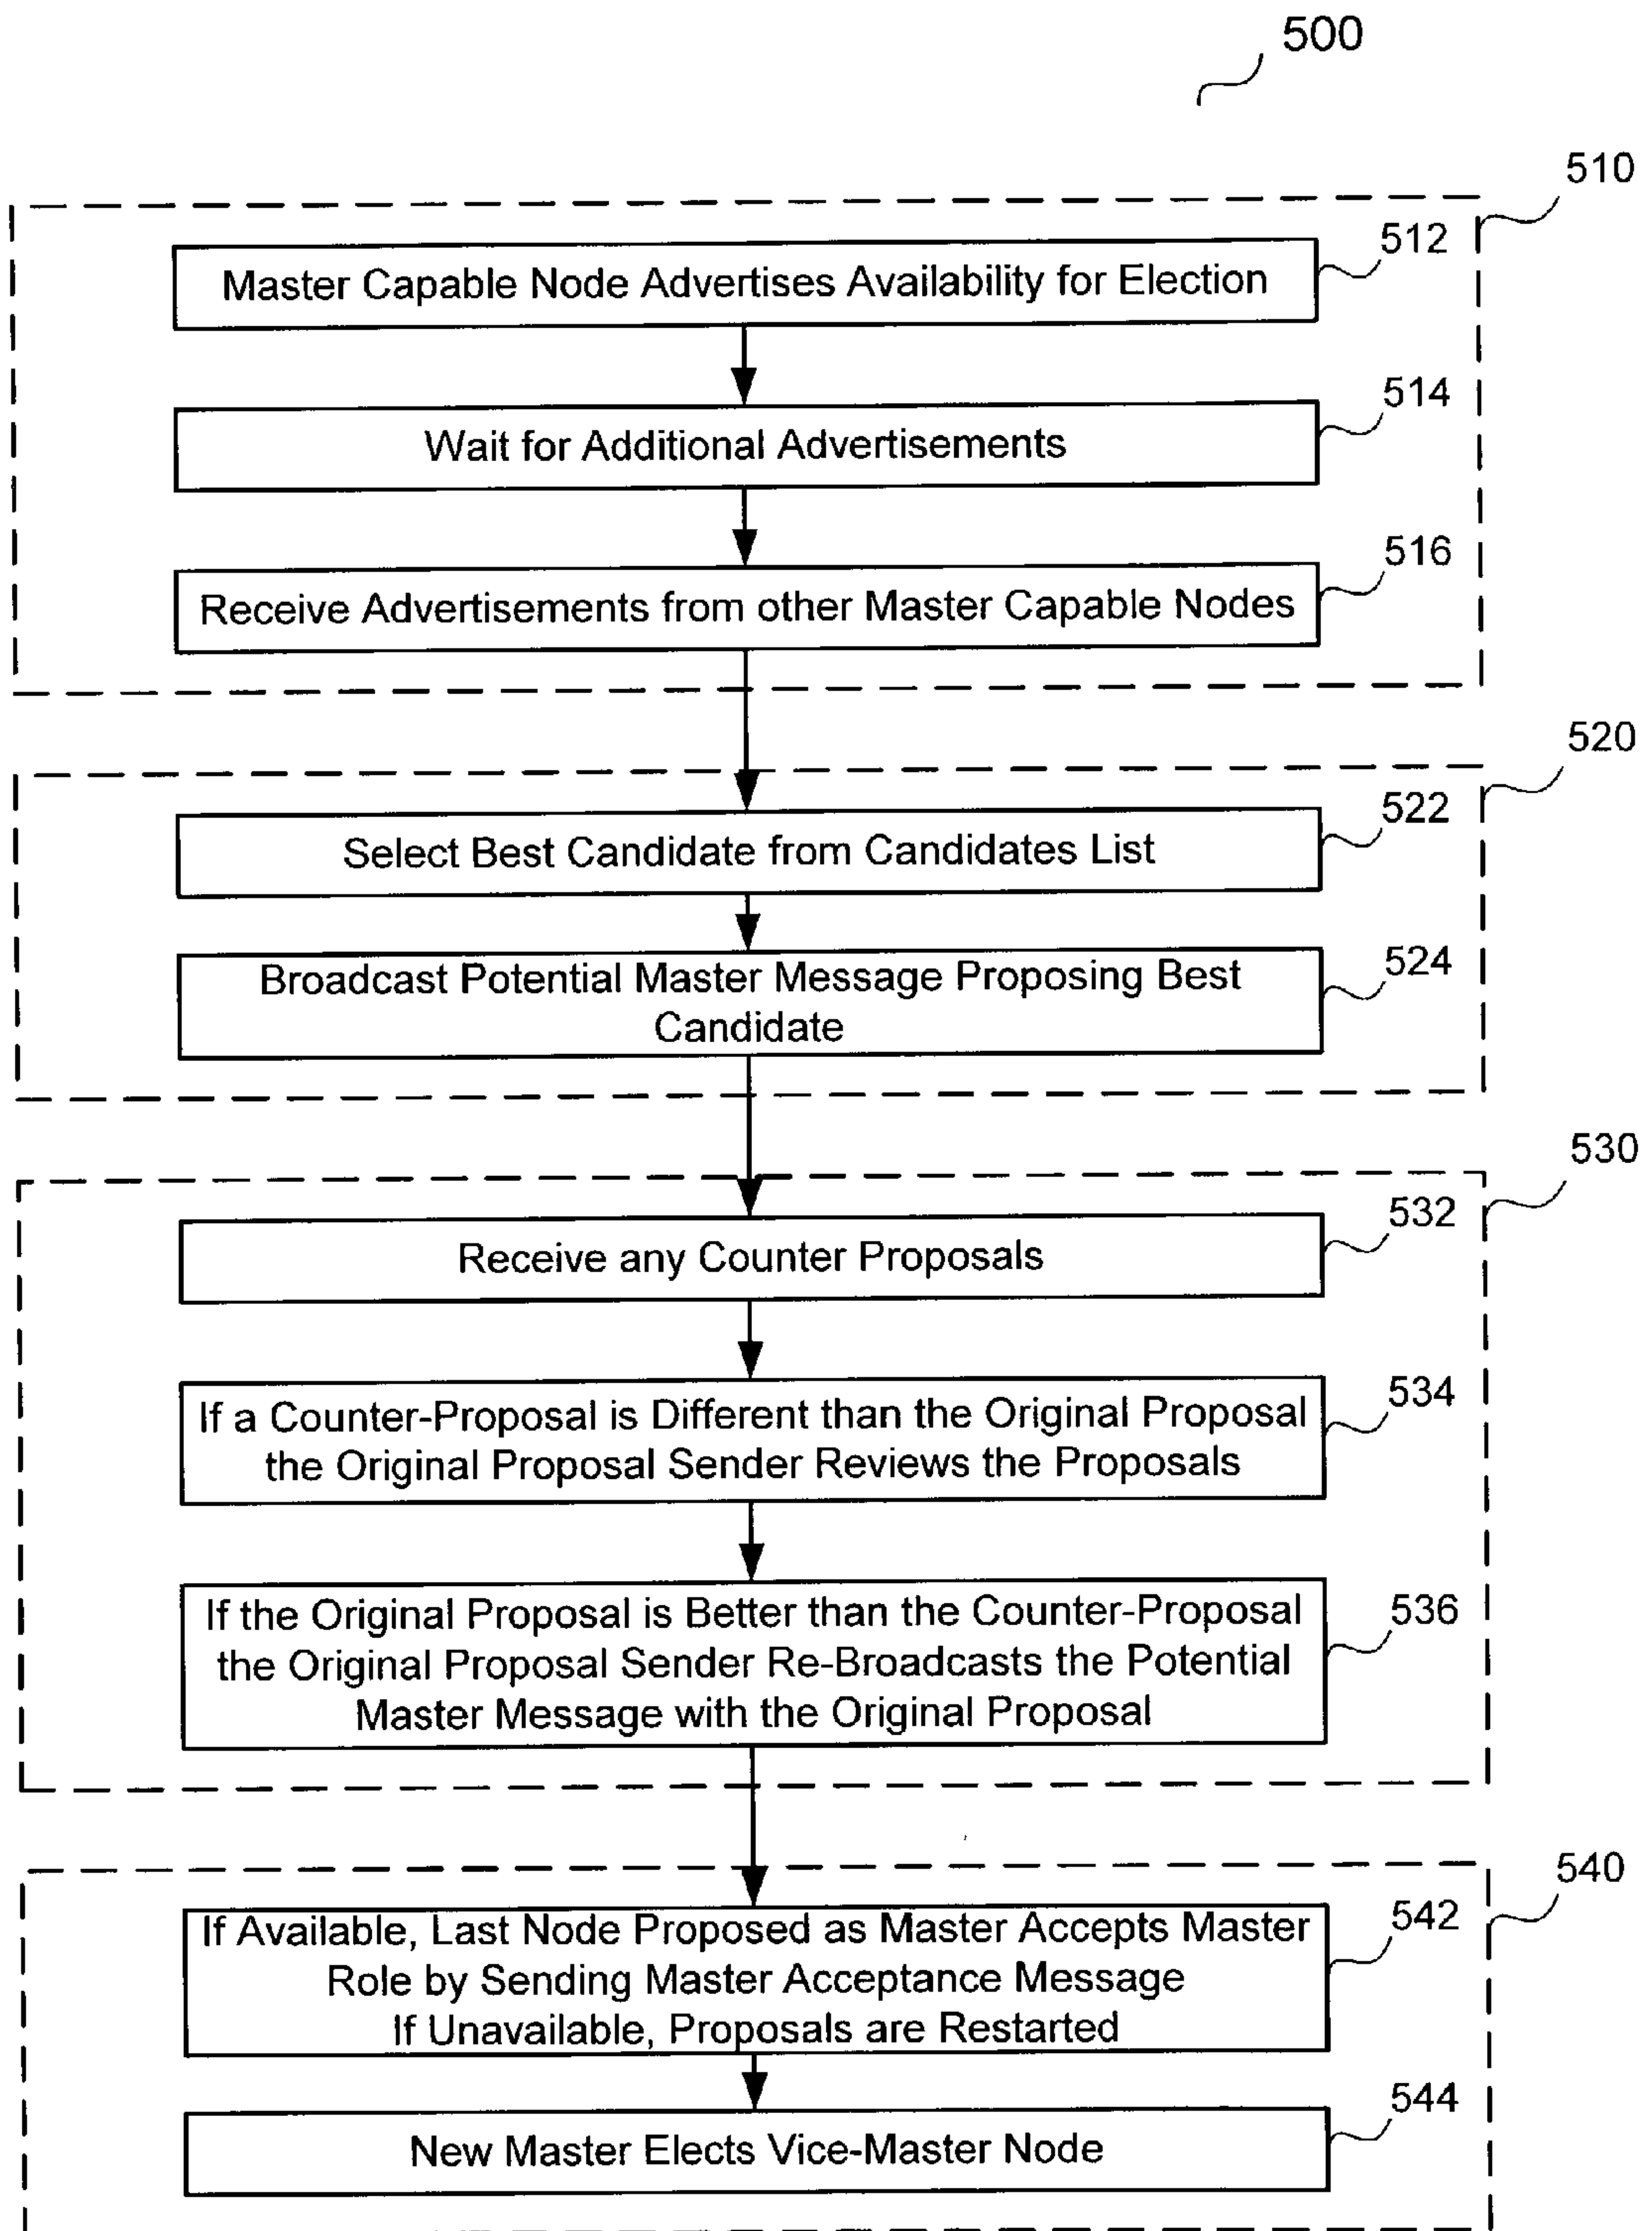 500
510
512
Master Capable Node Advertises Availability for Election
514
Wait for Additional Advertisements
516
Receive Advertisements from other Master Capable Nodes
520
522
Select Best Candidate from Candidates List
524
Broadcast Potential Master Message Proposing Best
Candidate
530
532
Receive any Counter Proposals
534
If a Counter-Proposal is Different than the Original Proposal
the Original Proposal Sender Reviews the Proposals
536
If the Original Proposal is Better than the Counter-Proposal
the Original Proposal Sender Re-Broadcasts the Potential
Master Message with the Original Proposal
540
542
If Available, Last Node Proposed as Master Accepts Master
Role by Sending Master Acceptance Message
If Unavailable, Proposals are Restarted
544
New Master Elects Vice-Master Node